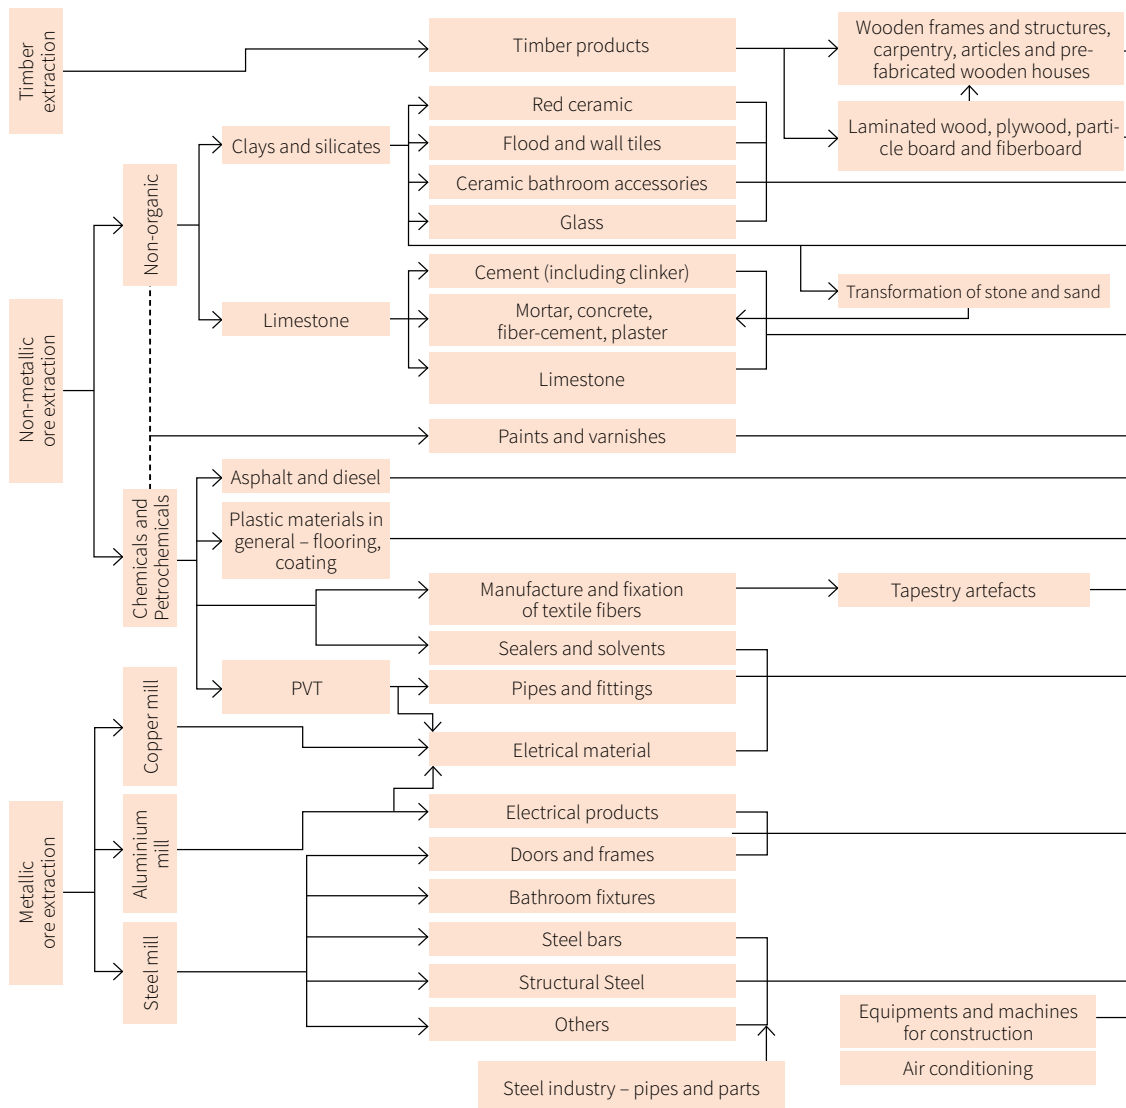 Timber
extraction
Timber products
Wooden frames and structures,
carpentry, articles and pre-
fabricated wooden houses
Laminated wood, plywood, parti-
cle board and fiberboard
Non-metallic
ore extraction
Non-organic
Clays and silicates
Red ceramic
Flood and wall tiles
Ceramic bathroom accessories
Glass
Limestone
Cement (including clinker)
Mortar, concrete,
fiber-cement, plaster
Limestone
Transformation of stone and sand
Paints and varnishes
Chemicals and
Petrochemicals
Asphalt and diesel
Plastic materials in
general – flooring,
coating
Manufacture and fixation
of textile fibers
Tapestry artefacts
Sealers and solvents
PVT
Pipes and fittings
Eletrical material
Metallic
ore extraction
Copper mill
Aluminium
mill
Steel mill
Electrical products
Doors and frames
Bathroom fixtures
Steel bars
Structural Steel
Others
Steel industry – pipes and parts
Equipments and machines
for construction
Air conditioning